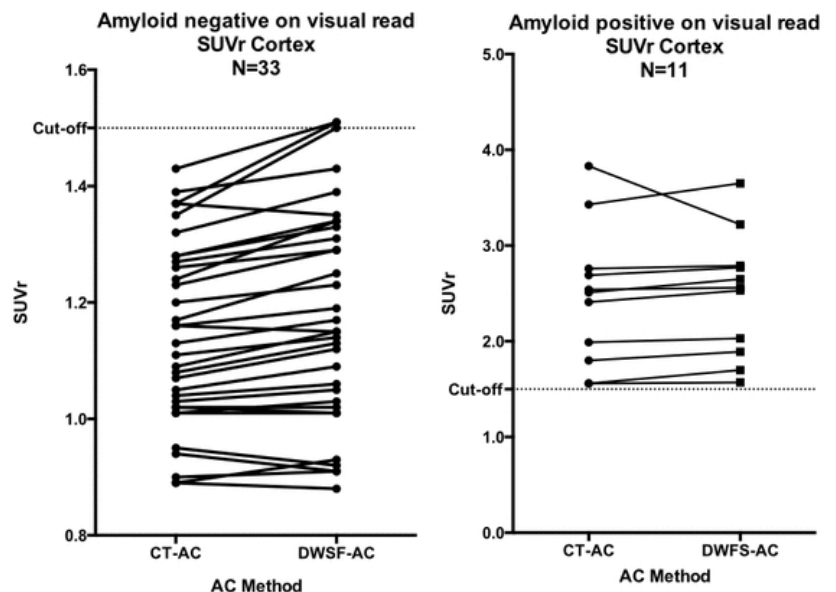 Amyloid negative on visual read
SUVr Cortex
N=33
1.6
Cut-off
1.4
1.2
1.0
0.8
SUVr
CT-AC
DWSF-AC
AC Method
Amyloid positive on visual read
SUVr Cortex
N=11
5.0
4.0
3.0
2.0
Cut-off
1.0
0.0
SUVr
CT-AC
DWFS-AC
AC Method